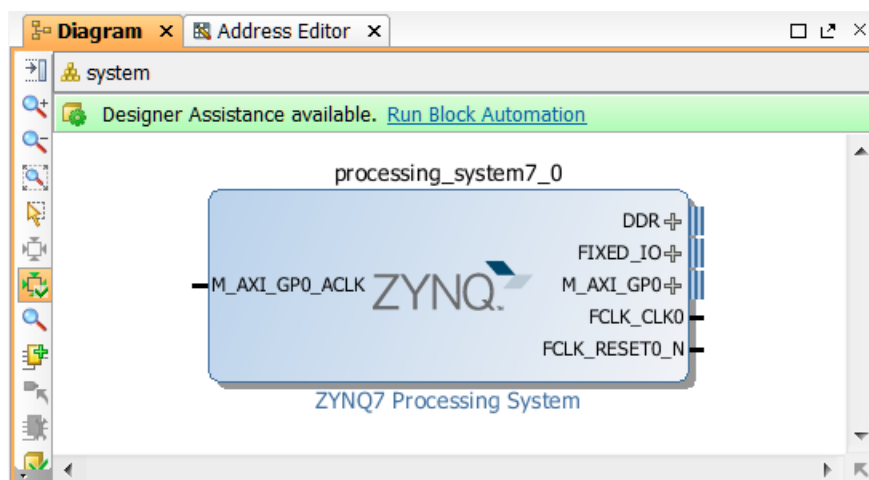 Diagram
Address Editor
system
Designer Assistance available. Run Block Automation
processing_system7_0
DDR
FIXED_IO
M_AXI_GP0_ACLK ZYNQ M_AXI_GP0
FCLK_CLK0
FCLK_RESET0_N
ZYNQ7 Processing System